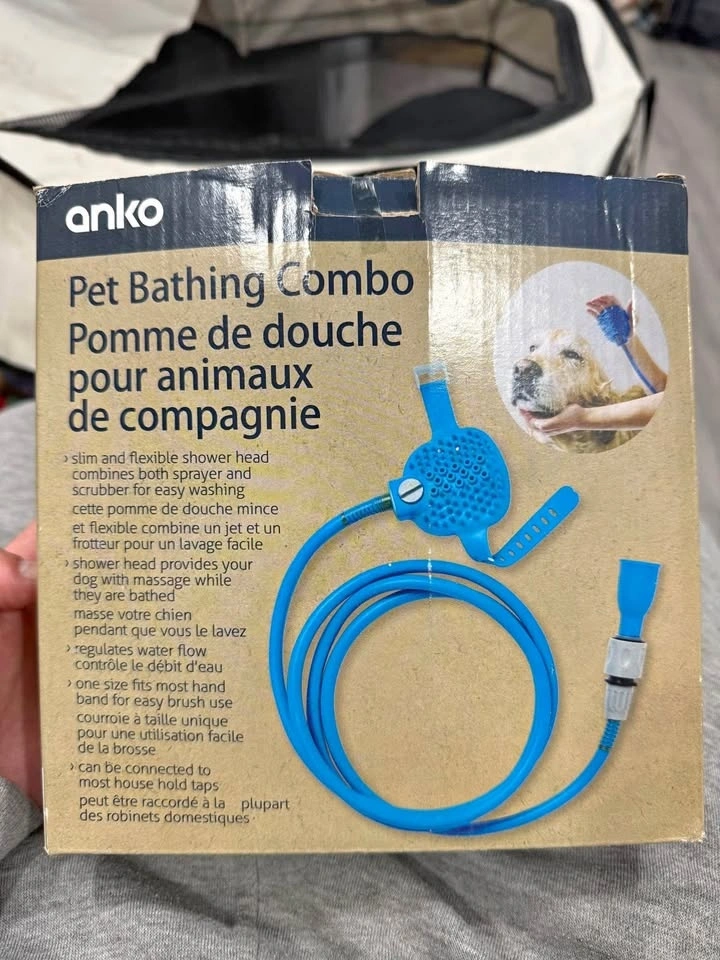 anko
Pet Bathing Combo
Pomme de douche
pour animaux
de compagnie
› slim and flexible shower head
combines both sprayer and
scrubber for easy washing
cette pomme de douche mince
et flexible combine un jet et un
frotteur pour un lavage facile
› shower head provides your
dog with massage while
they are bathed
masse votre chien
pendant que vous le lavez
› regulates water flow
contrôle le débit d'eau
› one size fits most hand
band for easy brush use
courroie à taille unique
pour une utilisation facile
de la brosse
› can be connected to
most house hold taps
peut être raccordé à la plupart
des robinets domestiques